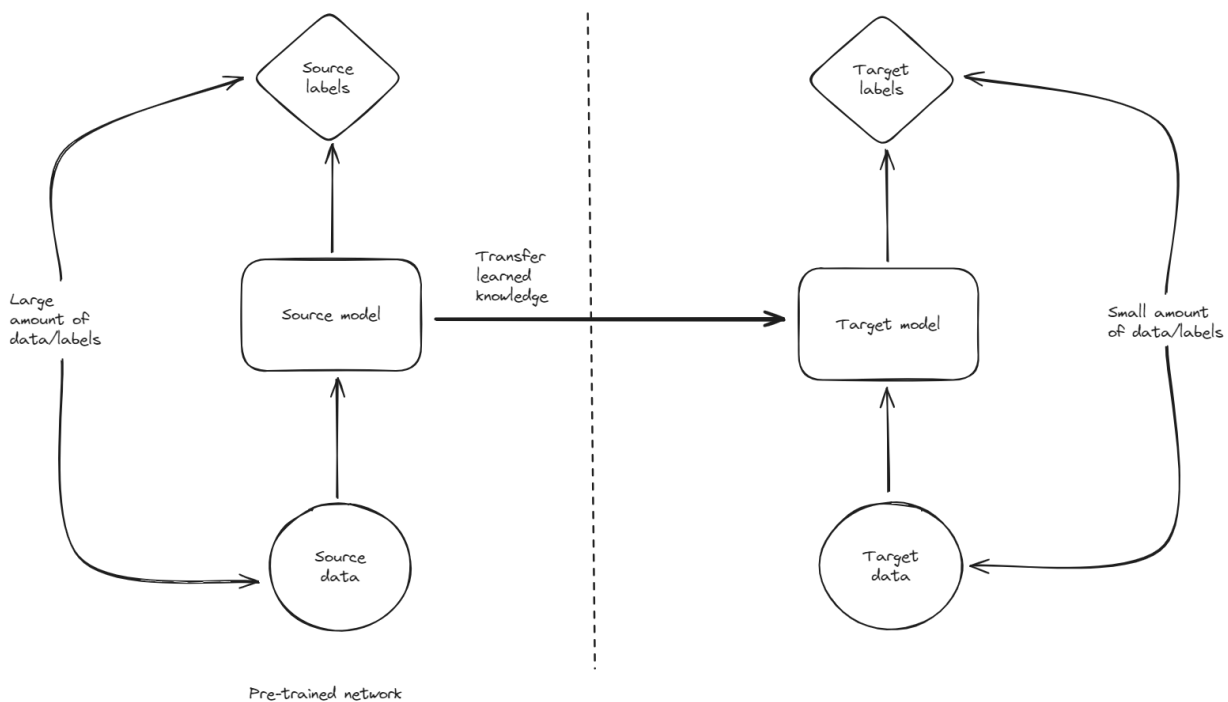 Source
labels
Target
labels
Transfer
learned
knowledge
Large
amount of
data/labels
Source model
Target model
Small amount
of data/labels
Source
data
Target
data
Pre-trained network